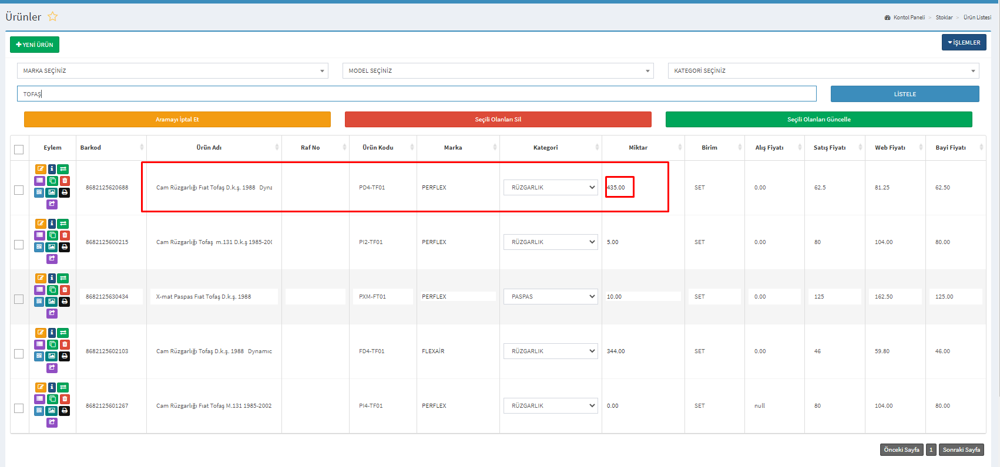 Ürünler
Kontol Paneli > Stoklar > Ürün Listesi
YENİ ÜRÜN
İŞLEMLER
MARKA SEÇİNİZ MODEL SEÇİNİZ KATEGORİ SEÇİNİZ
TOFAŞ LİSTELE
Aramayı İptal Et Seçili Olanları Sil Seçili Olanları Güncelle
Eylem Barkod Ürün Adı Raf No Ürün Kodu Marka Kategori Miktar Birim Alış Fiyatı Satış Fiyatı Web Fiyatı Bayi Fiyatı
8682125620688 Cam Rüzgarlığı Fıat Tofaş D.k.ş. 1988 Dyna PD4-TF01 PERFLEX RÜZGARLIK 435.00 SET 0.00 62.5 81.25 62.50
8682125600215 Cam Rüzgarlığı Tofaş m.131 D.k.ş 1985-200 PI2-TF01 PERFLEX RÜZGARLIK 5.00 SET 0.00 80 104.00 80.00
8682125630434 X-mat Paspas Fıat Tofaş D.k.ş. 1988 PXM-FT01 PERFLEX PASPAS 10.00 SET 0.00 125 162.50 125.00
8682125602103 Cam Rüzgarlığı Tofaş D.k.ş. 1988 Dynamıc FD4-TF01 FLEXAİR RÜZGARLIK 344.00 SET 0.00 46 59.80 46.00
8682125601267 Cam Rüzgarlığı Fıat Tofaş M.131 1985-2002 PI4-TF01 PERFLEX RÜZGARLIK 0.00 SET null 80 104.00 80.00
Önceki Sayfa 1 Sonraki Sayfa